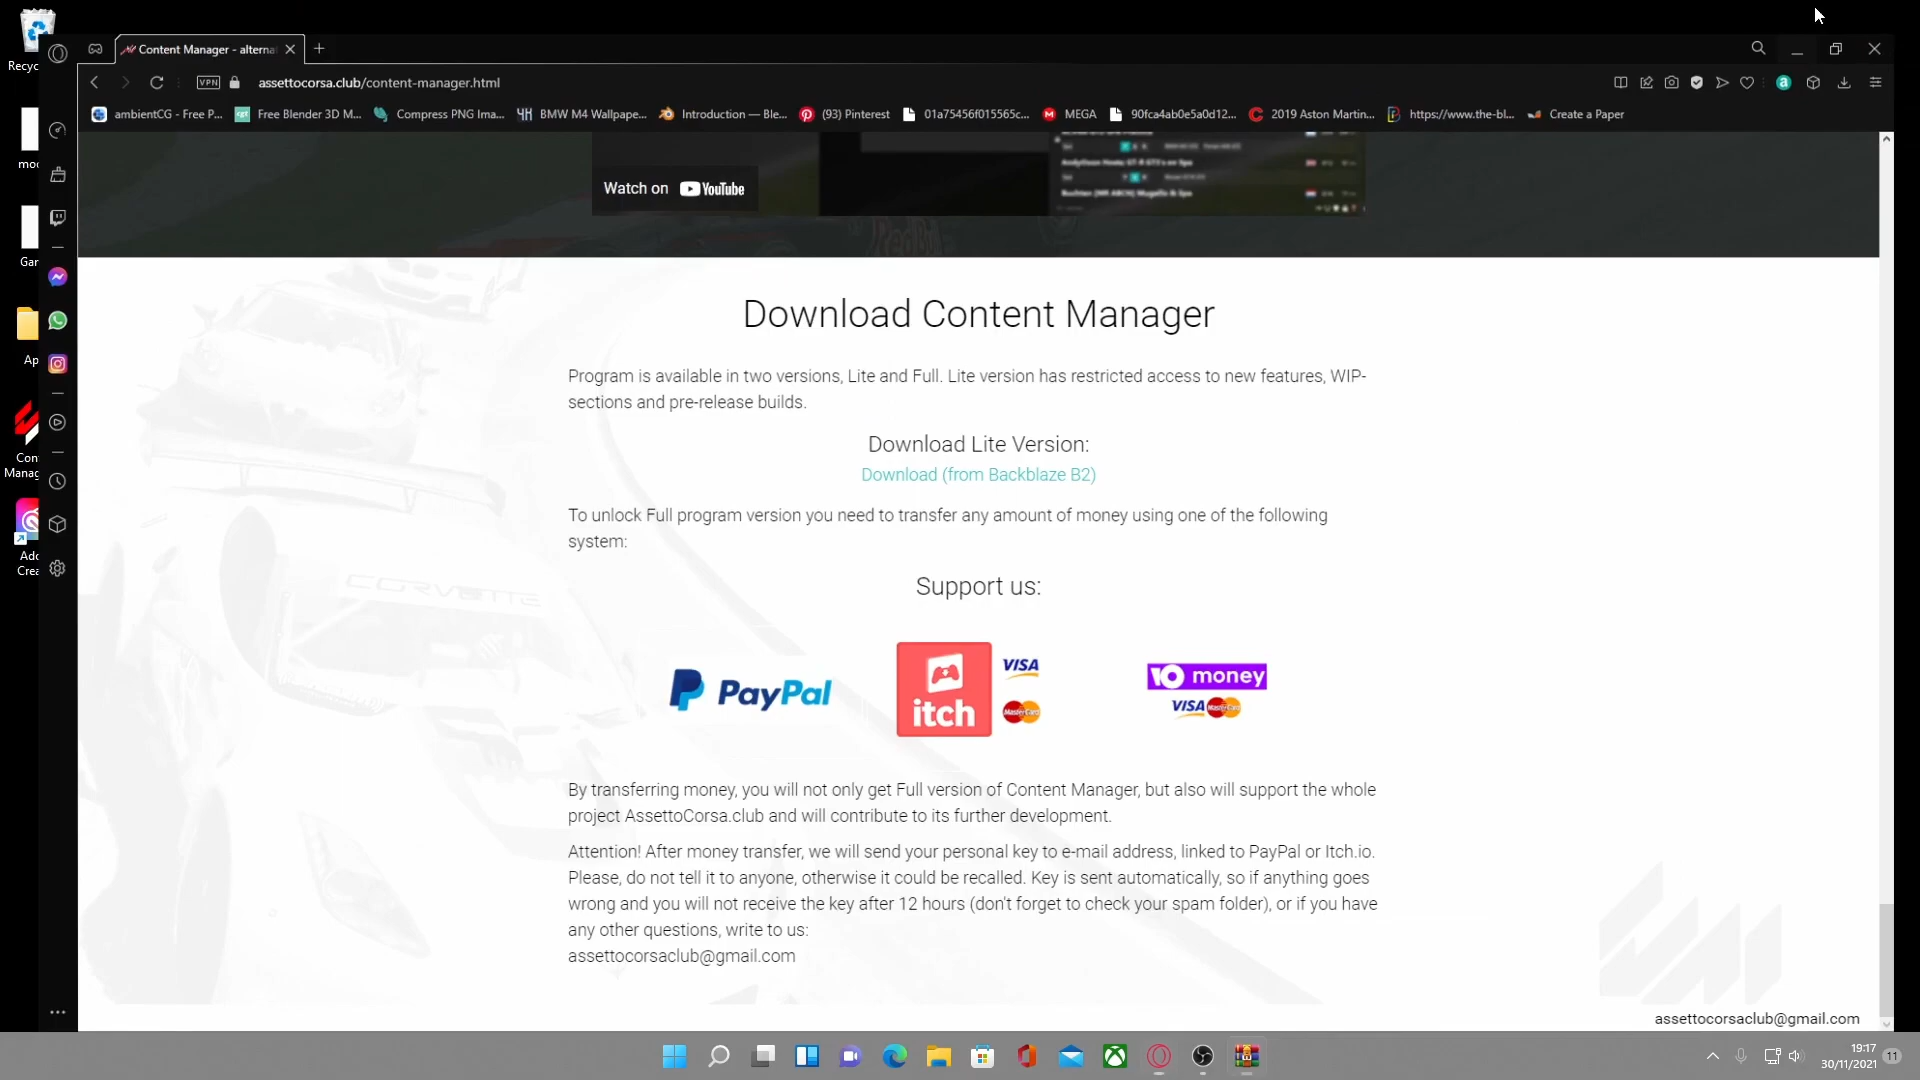 Recyc
Content Manager - alterna
VPN
assettocorsa.club/content-manager.html
ambientCG - Free P...
Free Blender 3D M...
Compress PNG Ima...
BMW M4 Wallpape...
Introduction — Ble...
(93) Pinterest
01a75456f015565c...
MEGA
90fca4ab0e5a0d12...
2019 Aston Martin...
https://www.the-bl...
Create a Paper
Watch on YouTube
Gar
Ap
Con
Manag
Adc
Crea
Download Content Manager
Program is available in two versions, Lite and Full. Lite version has restricted access to new features, WIP-
sections and pre-release builds.
Download Lite Version:
Download (from Backblaze B2)
To unlock Full program version you need to transfer any amount of money using one of the following
system:
Support us:
PayPal
itch
VISA
MasterCard
money
VISA MasterCard
CORVETTE
By transferring money, you will not only get Full version of Content Manager, but also will support the whole
project AssettoCorsa.club and will contribute to its further development.
Attention! After money transfer, we will send your personal key to e-mail address, linked to PayPal or Itch.io.
Please, do not tell it to anyone, otherwise it could be recalled. Key is sent automatically, so if anything goes
wrong and you will not receive the key after 12 hours (don't forget to check your spam folder), or if you have
any other questions, write to us:
assettocorsaclub@gmail.com
assettocorsaclub@gmail.com
19:17
30/11/2021
11